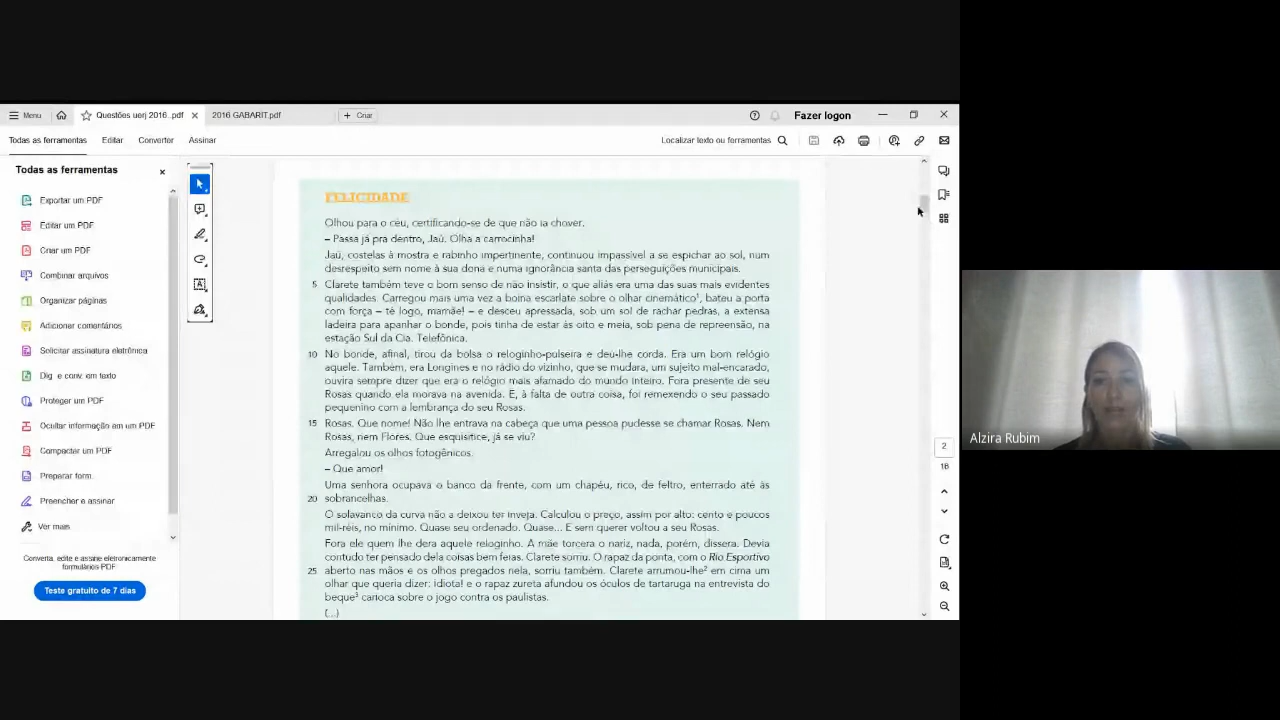 Menu
Questões uerj 2016..pdf
2016 GABARIT.pdf
Criar
Fazer logon
Todas as ferramentas
Editar
Converter
Assinar
Localizar texto ou ferramentas
Todas as ferramentas
Exportar um PDF
Editar um PDF
Criar um PDF
Combinar arquivos
Organizar páginas
Adicionar comentários
Solicitar assinatura eletrônica
Dig. e conv. em texto
Proteger um PDF
Ocultar informação em um PDF
Compactar um PDF
Preparar form.
Preencher e assinar
Ver mais
Converta, edite e assine eletronicamente
formulários PDF
Teste gratuito de 7 dias
FELICIDADE
Olhou para o céu, certificando-se de que não ia chover.
– Passa já pra dentro, Jaú. Olha a carrocinha!
Jaú, costelas à mostra e rabinho impertinente, continuou impassível a se espichar ao sol, num
desrespeito sem nome à sua dona e numa ignorância santa das perseguições municipais.
5 Clarete também teve o bom senso de não insistir, o que aliás era uma das suas mais evidentes
qualidades. Carregou mais uma vez a boina escarlate sobre o olhar cinemático¹, bateu a porta
com força – té logo, mamãe! – e desceu apressada, sob um sol de rachar pedras, a extensa
ladeira para apanhar o bonde, pois tinha de estar às oito e meia, sob pena de repreensão, na
estação Sul da Cia. Telefônica.
10 No bonde, afinal, tirou da bolsa o reloginho-pulseira e deu-lhe corda. Era um bom relógio
aquele. Também, era Longines e no rádio do vizinho, que se mudara, um sujeito mal-encarado,
ouvira sempre dizer que era o relógio mais afamado do mundo inteiro. Fora presente de seu
Rosas quando ela morava na avenida. E, à falta de outra coisa, foi remexendo o seu passado
pequenino com a lembrança do seu Rosas.
15 Rosas. Que nome! Não lhe entrava na cabeça que uma pessoa pudesse se chamar Rosas. Nem
Rosas, nem Flores. Que esquisitice, já se viu?
Arregalou os olhos fotogênicos.
– Que amor!
Uma senhora ocupava o banco da frente, com um chapéu, rico, de feltro, enterrado até às
20 sobrancelhas.
O solavanco da curva não a deixou ter inveja. Calculou o preço, assim por alto: cento e poucos
mil-réis, no mínimo. Quase seu ordenado. Quase... E sem querer voltou a seu Rosas.
Fora ele quem lhe dera aquele reloginho. A mãe torcera o nariz, nada, porém, dissera. Devia
contudo ter pensado dela coisas bem feras. Clarete sorriu. O rapaz da ponta, com o Rio Esportivo
25 aberto nas mãos e os olhos pregados nela, sorriu também. Clarete arrumou-lhe² em cima um
olhar que queria dizer: idiota! e o rapaz zureta afundou os óculos de tartaruga na entrevista do
beque³ carioca sobre o jogo contra os paulistas.
(...)
2
18
Alzira Rubim